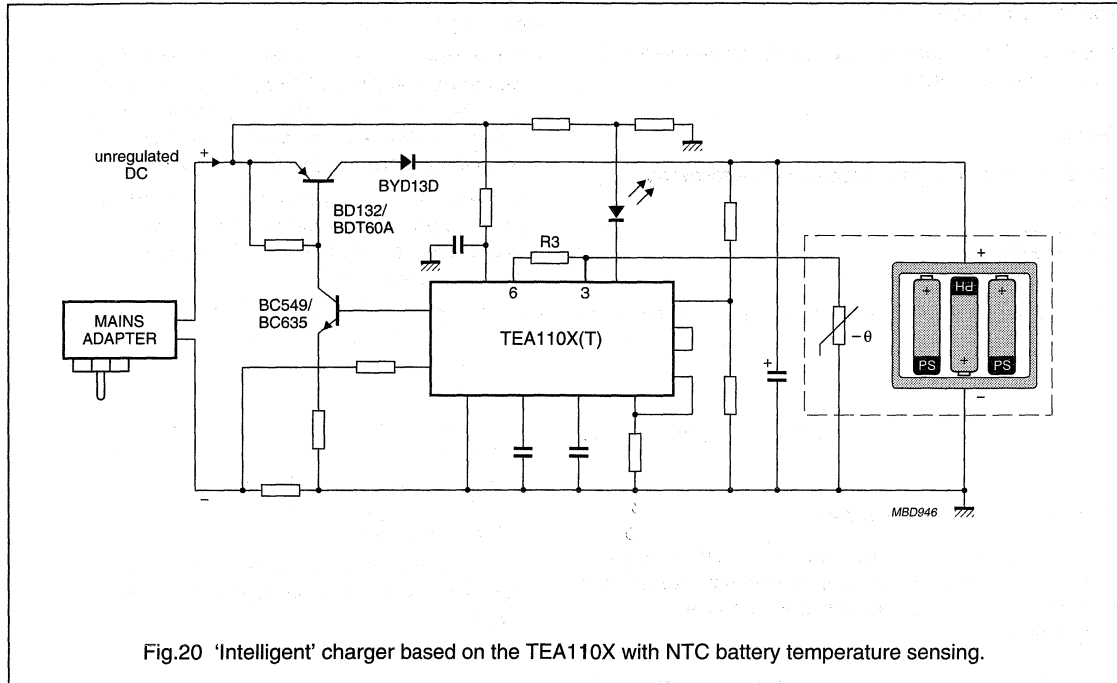 unregulated
DC
+
BYD13D
BD132/
BDT60A
R3
6
3
BC549/
BC635
TEA110X(T)
MAINS
ADAPTER
−
+
−θ
+
PH
+
PS
+
PS
−
MBD946
Fig.20 'Intelligent' charger based on the TEA110X with NTC battery temperature sensing.